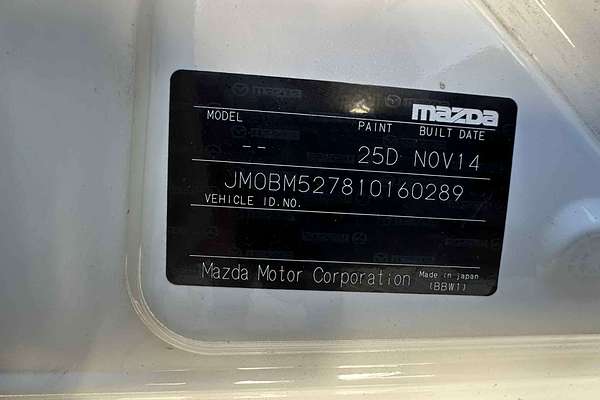 mazda
MODEL PAINT BUILT DATE
-- 25D NOV14
JM0BM527810160289
VEHICLE ID.NO.
Mazda Motor Corporation Made in japan
(BBW1)